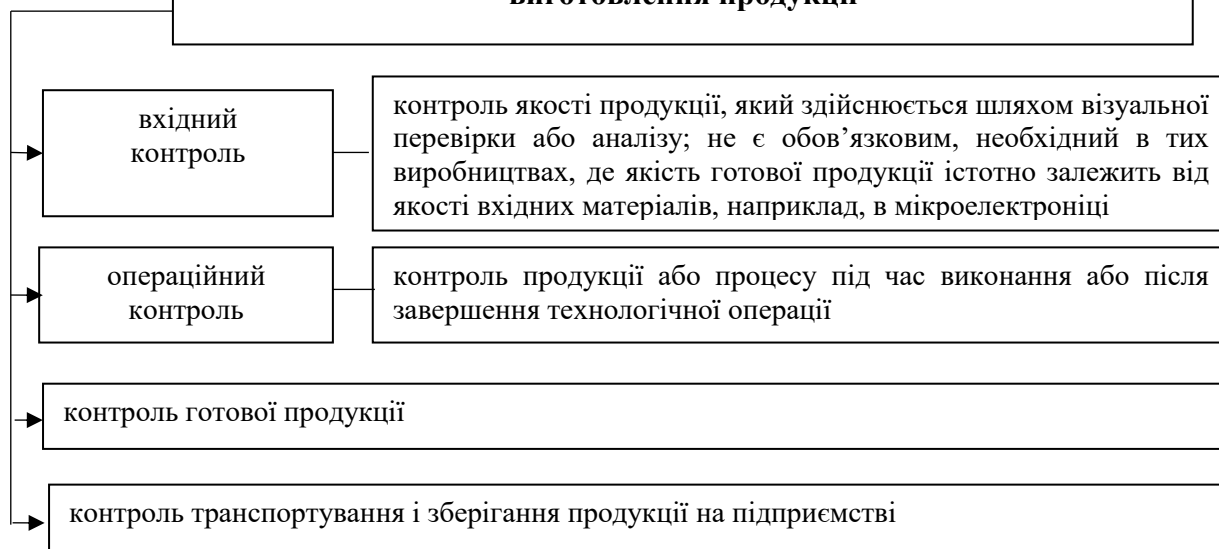 виготовлення продукції
вхідний
контроль
контроль якості продукції, який здійснюється шляхом візуальної
перевірки або аналізу; не є обов’язковим, необхідний в тих
виробництвах, де якість готової продукції істотно залежить від
якості вхідних матеріалів, наприклад, в мікроелектроніці
операційний
контроль
контроль продукції або процесу під час виконання або після
завершення технологічної операції
контроль готової продукції
контроль транспортування і зберігання продукції на підприємстві